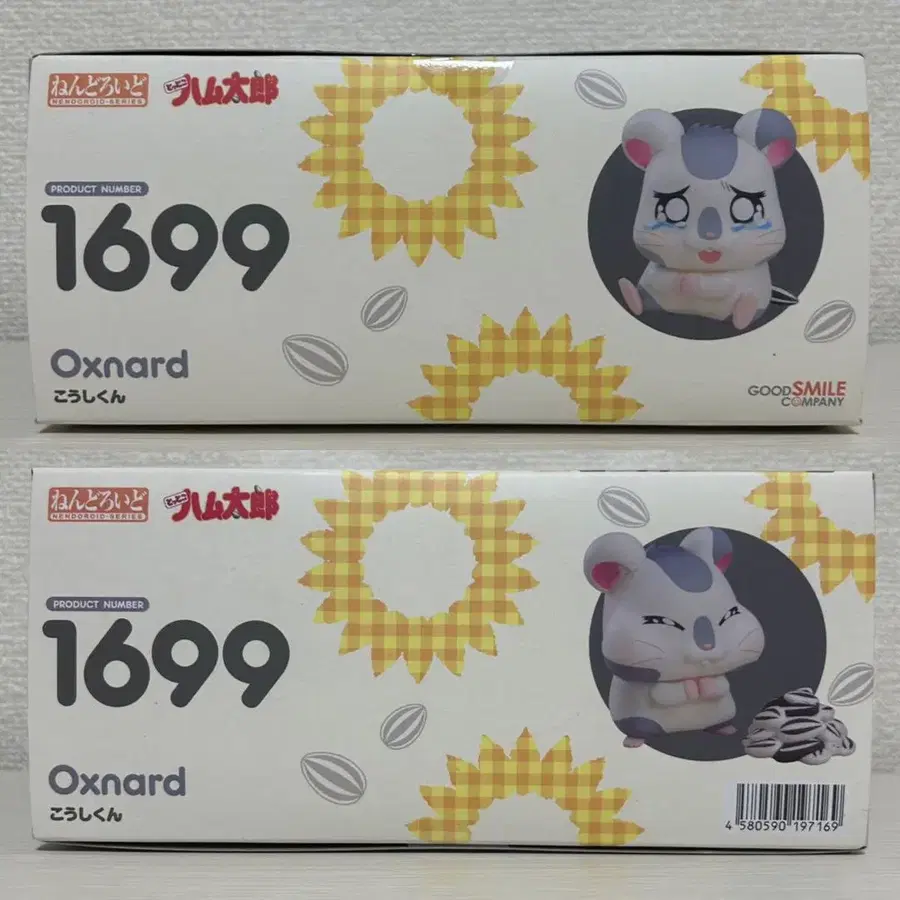 ねんどろいど
NENDOROID-SERIES
とっとこ
ハム太郎
PRODUCT NUMBER
1699
Oxnard
こうしくん
GOODSMILE
COMPANY
ねんどろいど
NENDOROID-SERIES
とっとこ
ハム太郎
PRODUCT NUMBER
1699
Oxnard
こうしくん
4 580590 197169